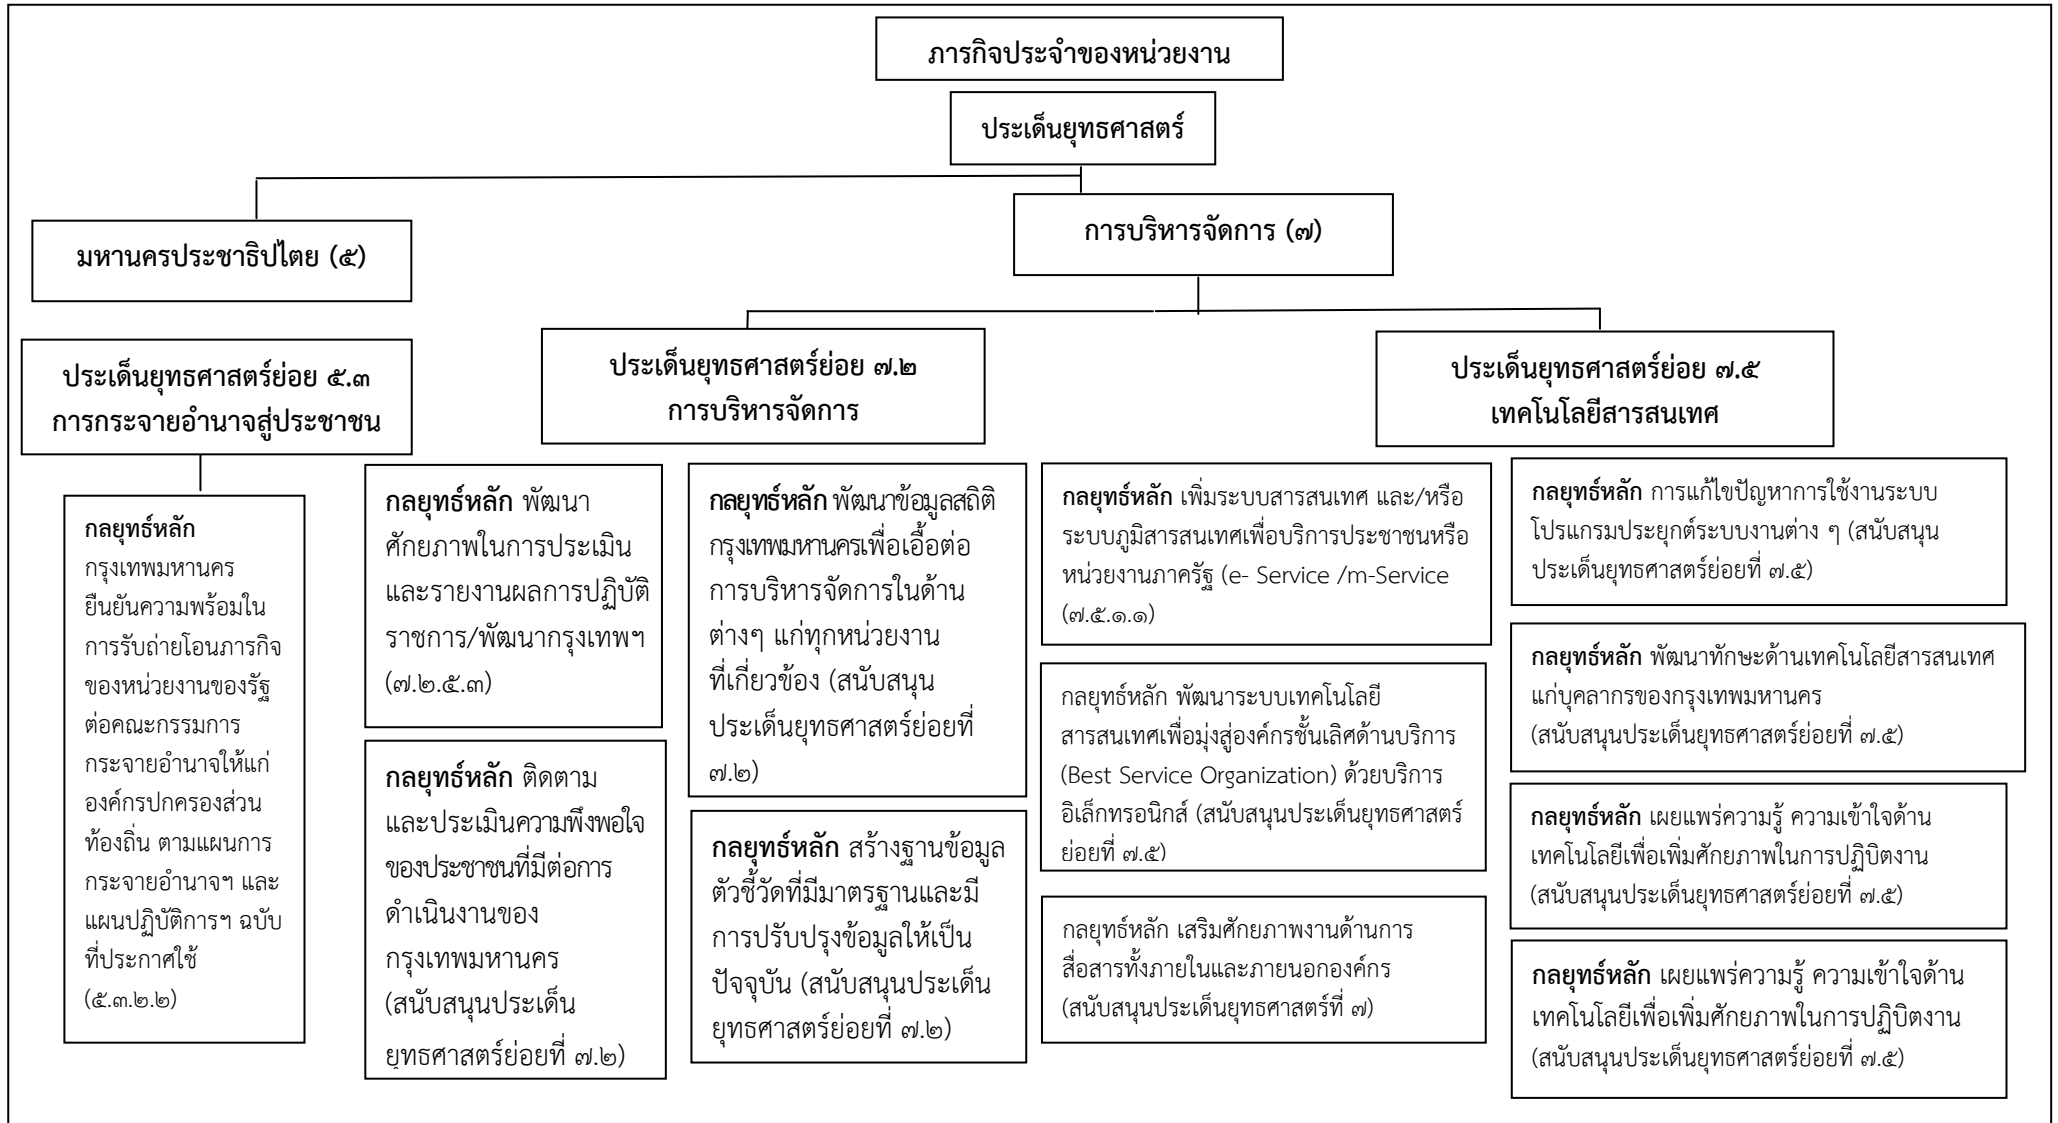 ภารกิจประจำของหน่วยงาน
ประเด็นยุทธศาสตร์
มหานครประชาธิปไตย (๕)
การบริหารจัดการ (๗)
ประเด็นยุทธศาสตร์ย่อย ๕.๓
การกระจายอำนาจสู่ประชาชน
ประเด็นยุทธศาสตร์ย่อย ๗.๒
การบริหารจัดการ
ประเด็นยุทธศาสตร์ย่อย ๗.๕
เทคโนโลยีสารสนเทศ
กลยุทธ์หลัก
กรุงเทพมหานคร
ยืนยันความพร้อมใน
การรับถ่ายโอนภารกิจ
ของหน่วยงานของรัฐ
ต่อคณะกรรมการ
กระจายอำนาจให้แก่
องค์กรปกครองส่วน
ท้องถิ่น ตามแผนการ
กระจายอำนาจฯ และ
แผนปฏิบัติการฯ ฉบับ
ที่ประกาศใช้
(๕.๓.๒.๒)
กลยุทธ์หลัก พัฒนา
ศักยภาพในการประเมิน
และรายงานผลการปฏิบัติ
ราชการ/พัฒนากรุงเทพฯ
(๗.๒.๕.๓)
กลยุทธ์หลัก ติดตาม
และประเมินความพึงพอใจ
ของประชาชนที่มีต่อการ
ดำเนินงานของ
กรุงเทพมหานคร
(สนับสนุนประเด็น
ยุทธศาสตร์ย่อยที่ ๗.๒)
กลยุทธ์หลัก พัฒนาข้อมูลสถิติ
กรุงเทพมหานครเพื่อเอื้อต่อ
การบริหารจัดการในด้าน
ต่างๆ แก่ทุกหน่วยงาน
ที่เกี่ยวข้อง (สนับสนุน
ประเด็นยุทธศาสตร์ย่อยที่
๗.๒)
กลยุทธ์หลัก สร้างฐานข้อมูล
ตัวชี้วัดที่มีมาตรฐานและมี
การปรับปรุงข้อมูลให้เป็น
ปัจจุบัน (สนับสนุนประเด็น
ยุทธศาสตร์ย่อยที่ ๗.๒)
กลยุทธ์หลัก เพิ่มระบบสารสนเทศ และ/หรือ
ระบบภูมิสารสนเทศเพื่อบริการประชาชนหรือ
หน่วยงานภาครัฐ (e- Service /m-Service
(๗.๕.๑.๑)
กลยุทธ์หลัก พัฒนาระบบเทคโนโลยี
สารสนเทศเพื่อมุ่งสู่องค์กรชั้นเลิศด้านบริการ
(Best Service Organization) ด้วยบริการ
อิเล็กทรอนิกส์ (สนับสนุนประเด็นยุทธศาสตร์
ย่อยที่ ๗.๕)
กลยุทธ์หลัก เสริมศักยภาพงานด้านการ
สื่อสารทั้งภายในและภายนอกองค์กร
(สนับสนุนประเด็นยุทธศาสตร์ที่ ๗)
กลยุทธ์หลัก การแก้ไขปัญหาการใช้งานระบบ
โปรแกรมประยุกต์ระบบงานต่าง ๆ (สนับสนุน
ประเด็นยุทธศาสตร์ย่อยที่ ๗.๕)
กลยุทธ์หลัก พัฒนาทักษะด้านเทคโนโลยีสารสนเทศ
แก่บุคลากรของกรุงเทพมหานคร
(สนับสนุนประเด็นยุทธศาสตร์ย่อยที่ ๗.๕)
กลยุทธ์หลัก เผยแพร่ความรู้ ความเข้าใจด้าน
เทคโนโลยีเพื่อเพิ่มศักยภาพในการปฏิบิตงาน
(สนับสนุนประเด็นยุทธศาสตร์ย่อยที่ ๗.๕)
กลยุทธ์หลัก เผยแพร่ความรู้ ความเข้าใจด้าน
เทคโนโลยีเพื่อเพิ่มศักยภาพในการปฏิบิตงาน
(สนับสนุนประเด็นยุทธศาสตร์ย่อยที่ ๗.๕)